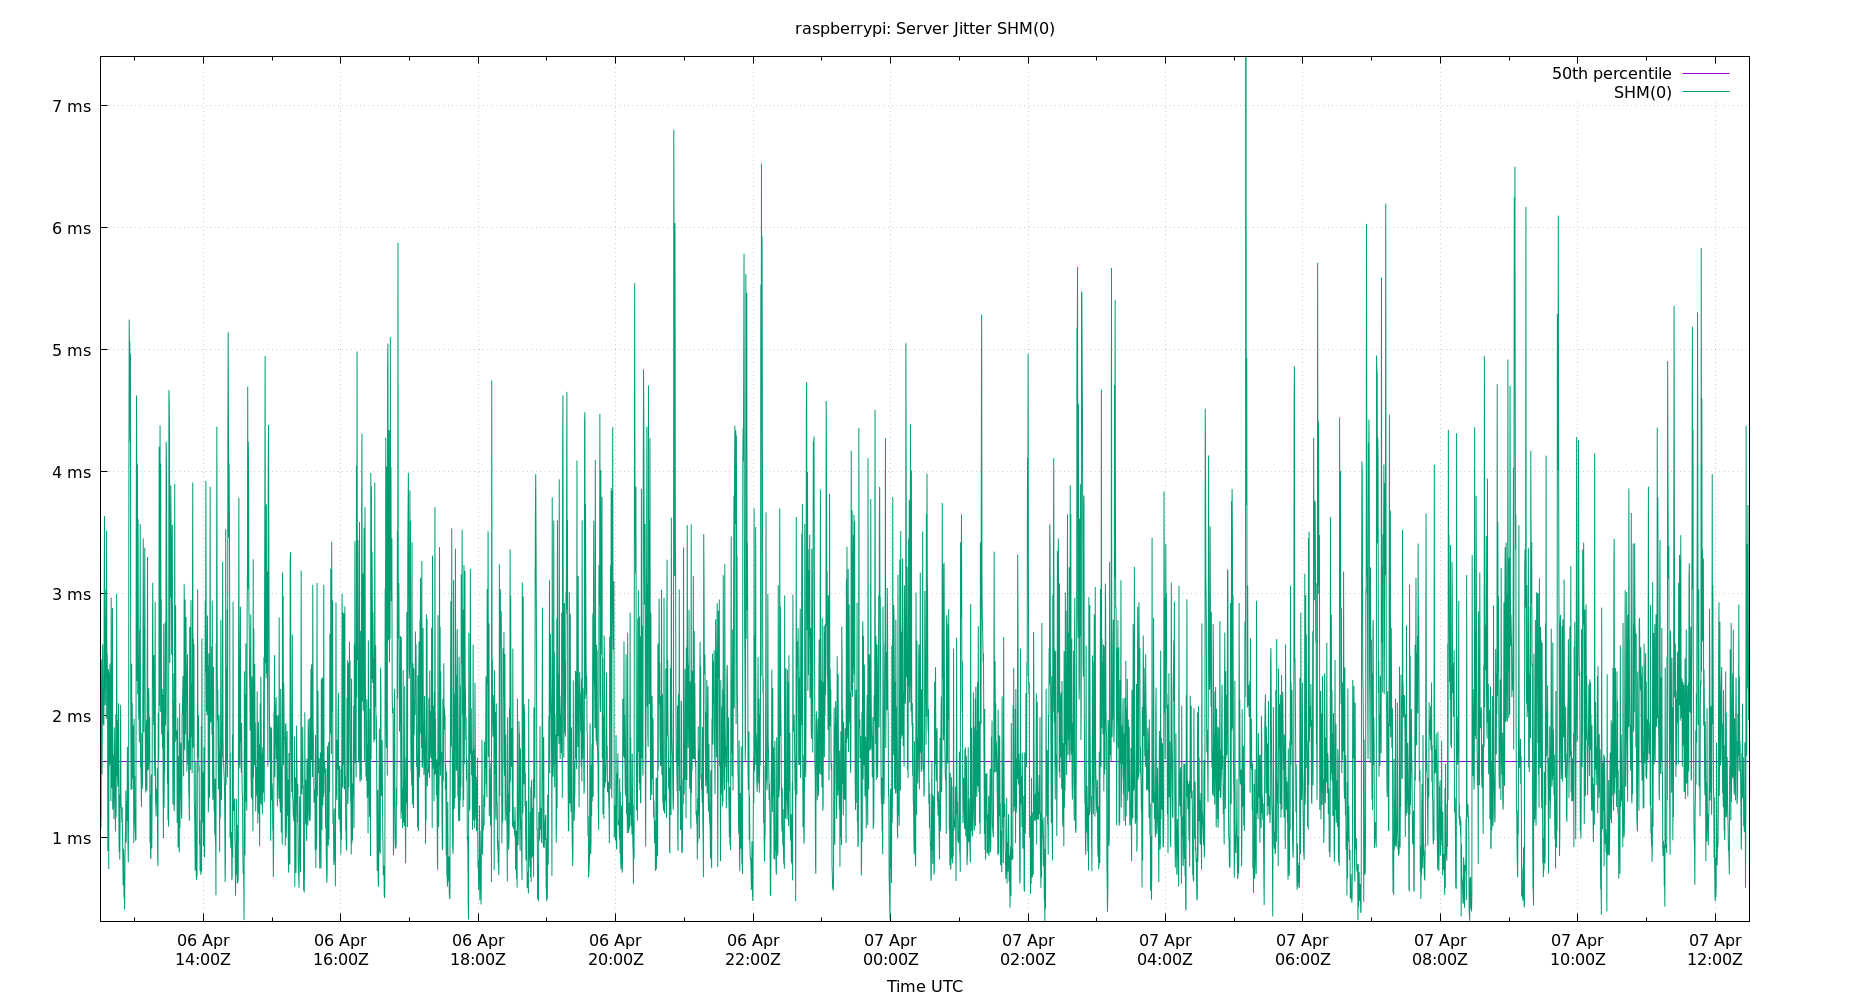 raspberrypi: Server Jitter SHM(0)
50th percentile
SHM(0)
7 ms
6 ms
5 ms
4 ms
3 ms
2 ms
1 ms
06 Apr 06 Apr 06 Apr 06 Apr 06 Apr 07 Apr 07 Apr 07 Apr 07 Apr 07 Apr 07 Apr 07 Apr
14:00Z 16:00Z 18:00Z 20:00Z 22:00Z 00:00Z 02:00Z 04:00Z 06:00Z 08:00Z 10:00Z 12:00Z
Time UTC